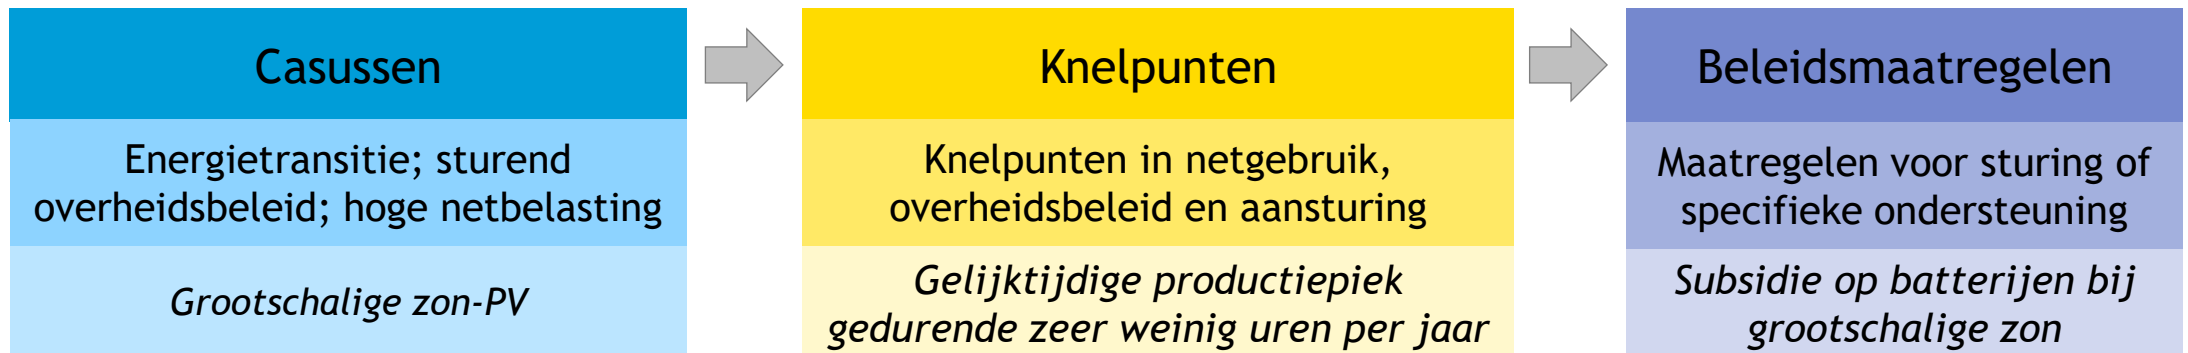 Casussen
Energietransitie; sturend
overheidsbeleid; hoge netbelasting
Grootschalige zon-PV
Knelpunten
Knelpunten in netgebruik,
overheidsbeleid en aansturing
Gelijktijdige productiepiek
gedurende zeer weinig uren per jaar
Beleidsmaatregelen
Maatregelen voor sturing of
specifieke ondersteuning
Subsidie op batterijen bij
grootschalige zon